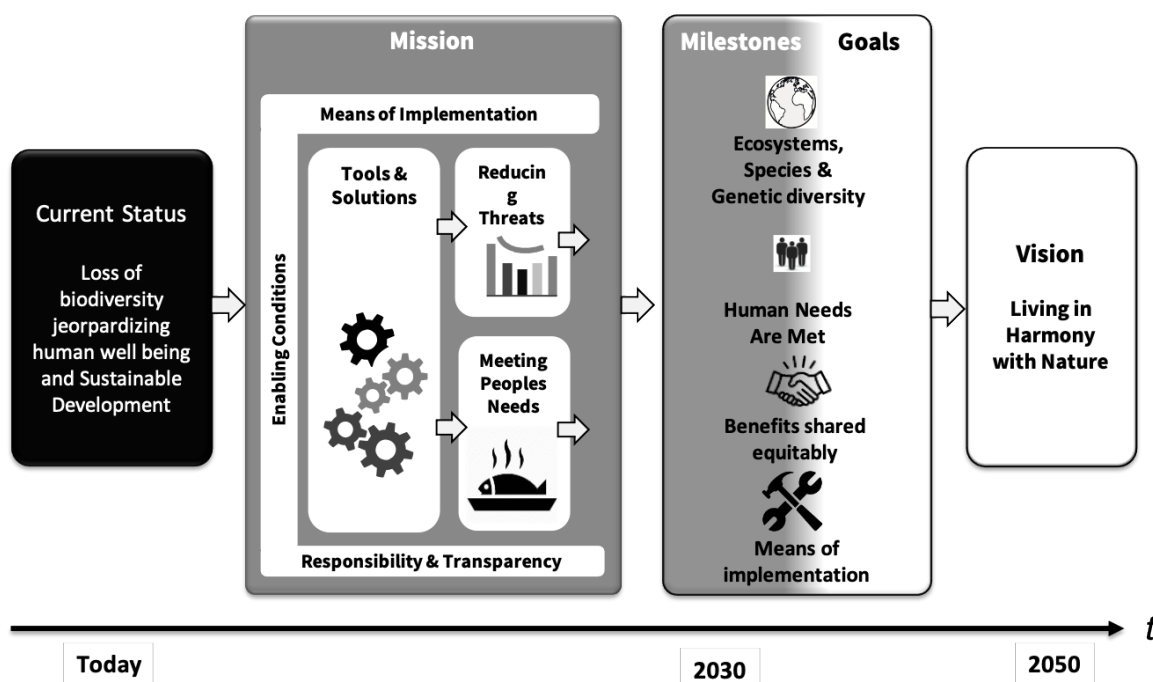 Current Status
Loss of
biodiversity
jeorpardizing
human well being
and Sustainable
Development
Mission
Means of Implementation
Enabling Conditions
Tools &
Solutions
Reducin
g
Threats
Meeting
Peoples
Needs
Responsibility & Transparency
Milestones Goals
Ecosystems,
Species &
Genetic diversity
Human Needs
Are Met
Benefits shared
equitably
Means of
implementation
Vision
Living in
Harmony
with Nature
t
Today
2030
2050